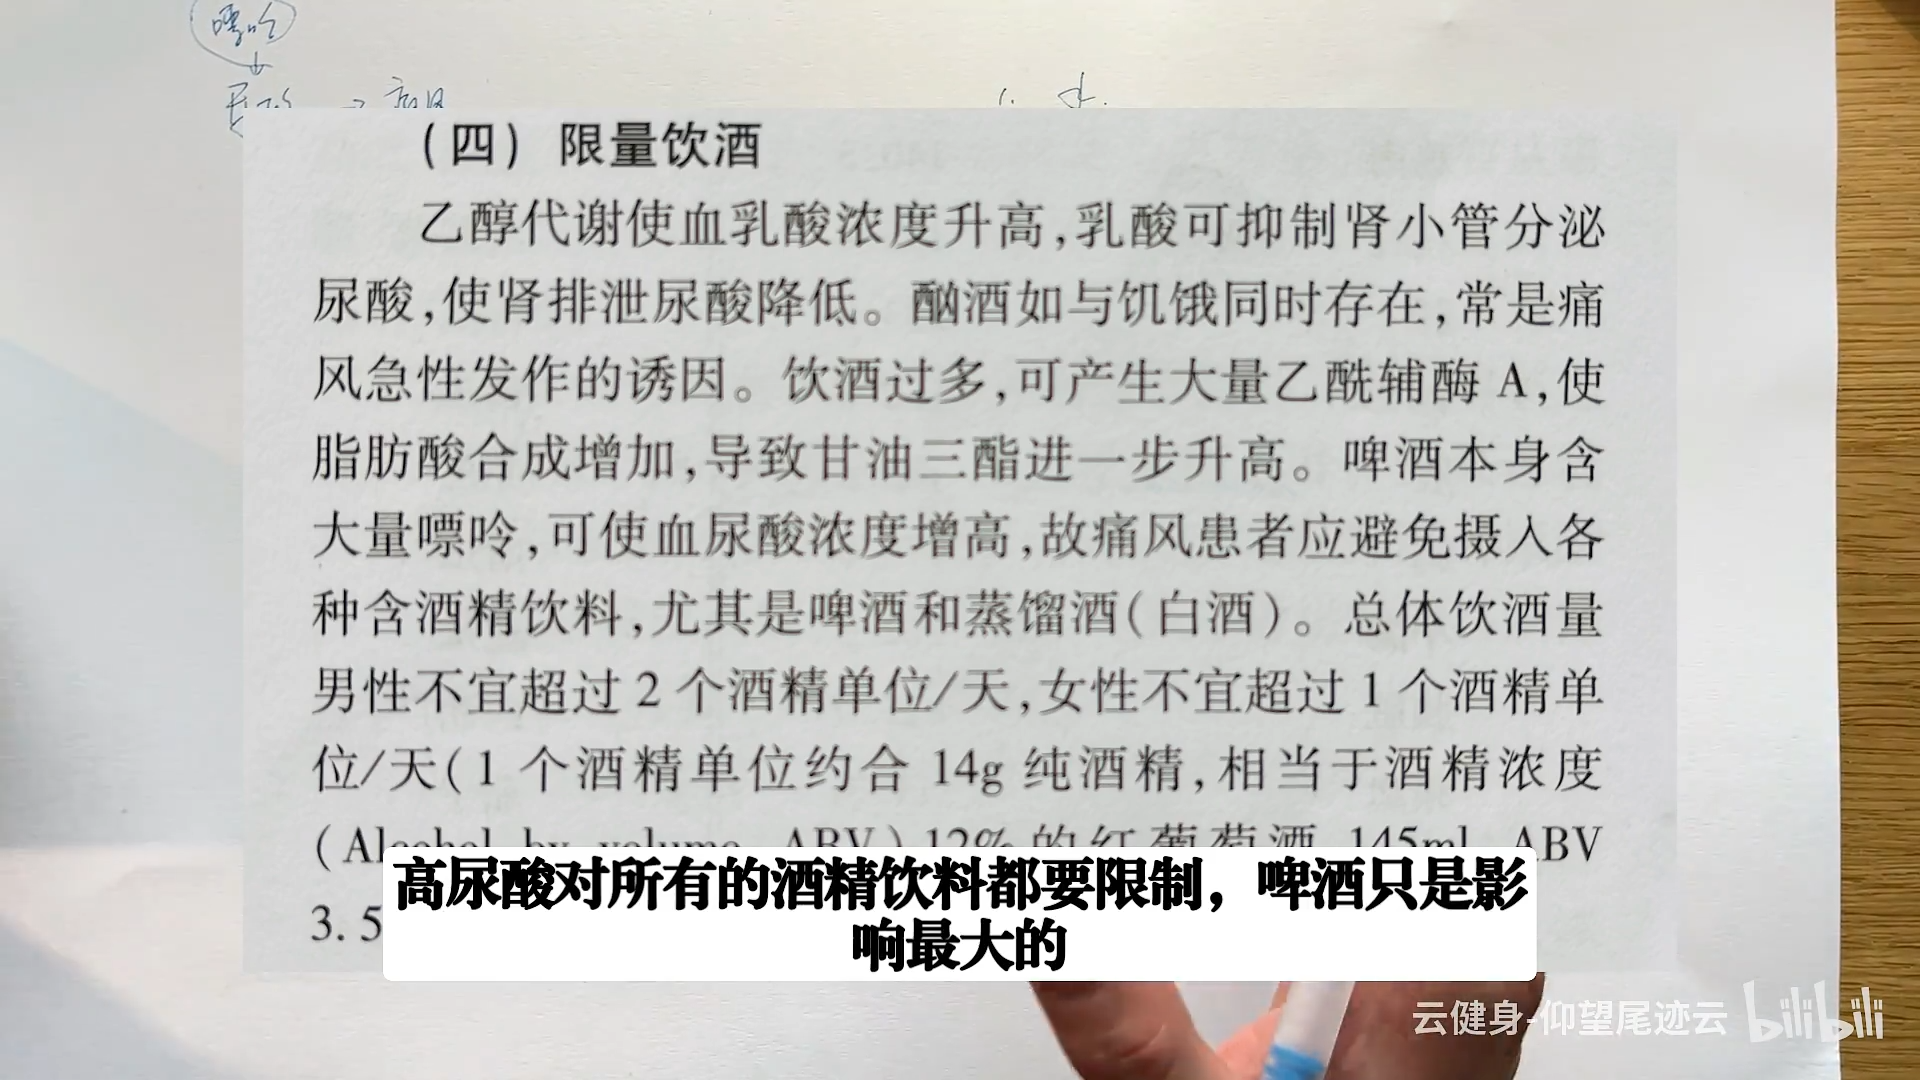 嘌呤
(四) 限量饮酒
乙醇代谢使血乳酸浓度升高,乳酸可抑制肾小管分泌
尿酸,使肾排泄尿酸降低。酗酒如与饥饿同时存在,常是痛
风急性发作的诱因。饮酒过多,可产生大量乙酰辅酶 A,使
脂肪酸合成增加,导致甘油三酯进一步升高。啤酒本身含
大量嘌呤,可使血尿酸浓度增高,故痛风患者应避免摄入各
种含酒精饮料,尤其是啤酒和蒸馏酒(白酒)。总体饮酒量
男性不宜超过 2 个酒精单位/天,女性不宜超过 1 个酒精单
位/天(1 个酒精单位约合 14g 纯酒精,相当于酒精浓度
(Alcohol by volume, ABV) 12% 的红葡萄酒 145ml, ABV
3.5
高尿酸对所有的酒精饮料都要限制，啤酒只是影
响最大的
云健身-仰望尾迹云 bilibili